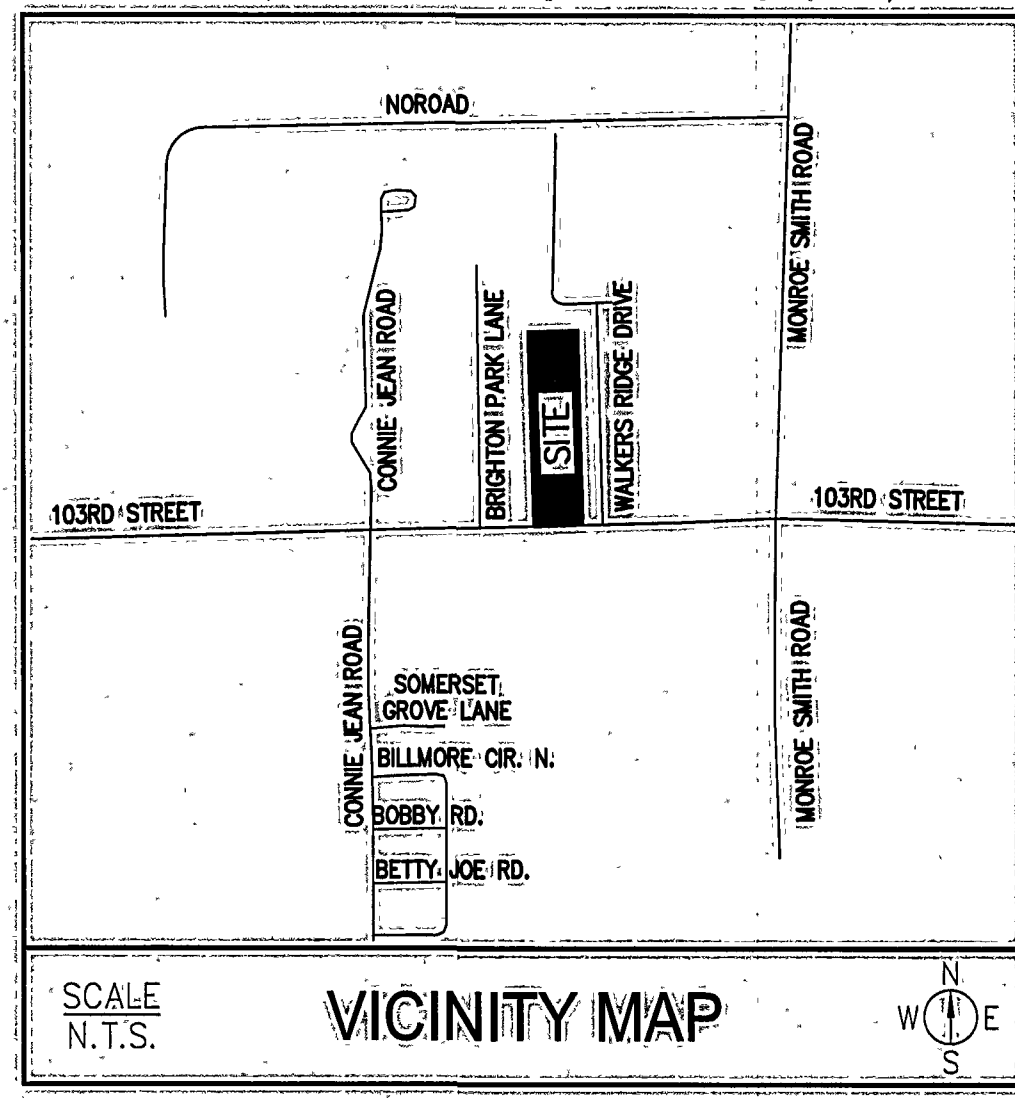 NOROAD
MONROE SMITH ROAD
CONNIE JEAN ROAD
BRIGHTON PARK LANE
SITE
WALKERS RIDGE DRIVE
103RD STREET
103RD STREET
CONNIE JEAN ROAD
SOMERSET
GROVE LANE
BILLMORE CIR. N.
BOBBY RD.
BETTY JOE RD.
MONROE SMITH ROAD
SCALE
N.T.S.
VICINITY MAP
N
W E
S